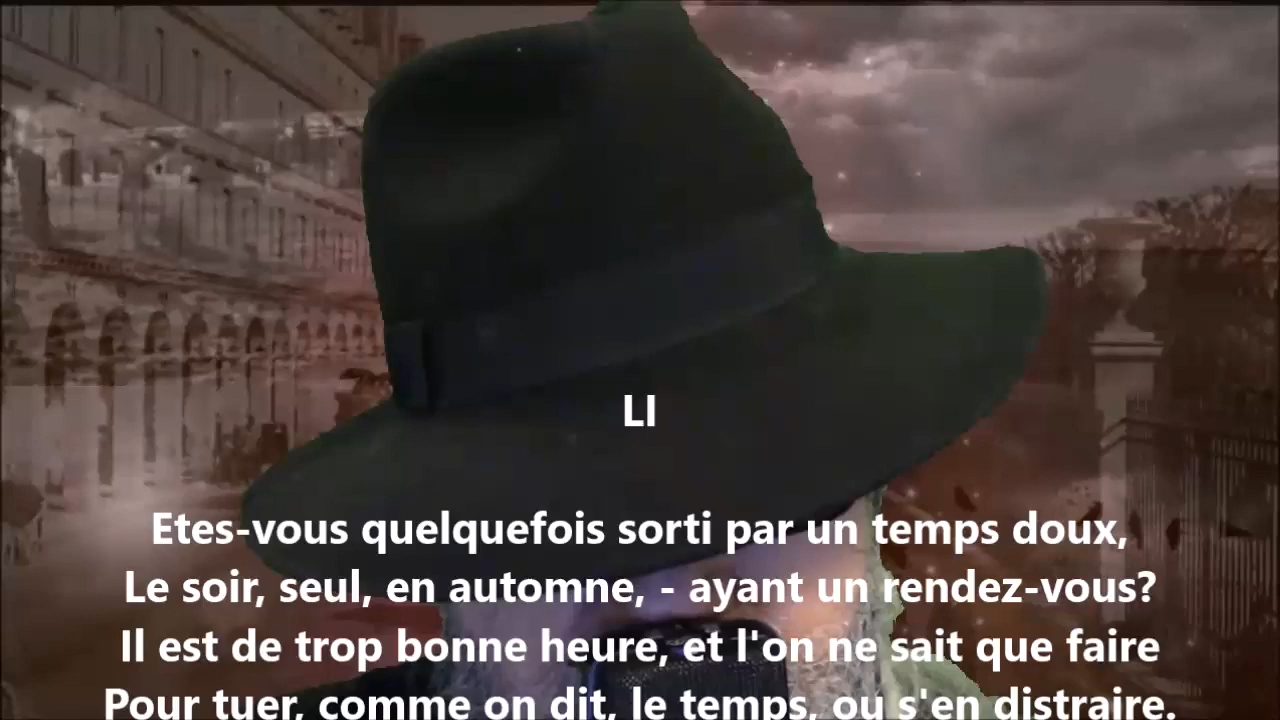 LI
Etes-vous quelquefois sorti par un temps doux,
Le soir, seul, en automne, - ayant un rendez-vous?
Il est de trop bonne heure, et l'on ne sait que faire
Pour tuer, comme on dit, le temps, ou s'en distraire.